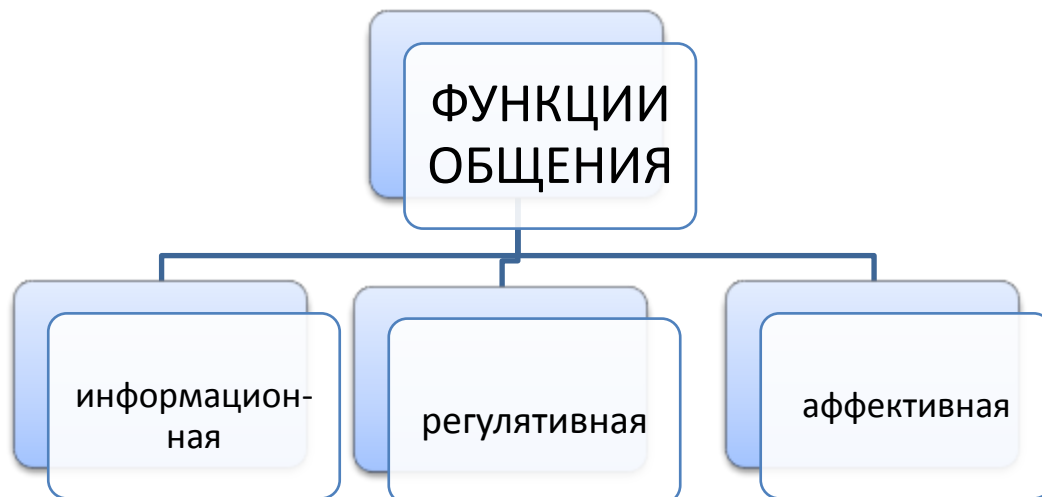 ФУНКЦИИ
ОБЩЕНИЯ
информацион-
ная
регулятивная
аффективная